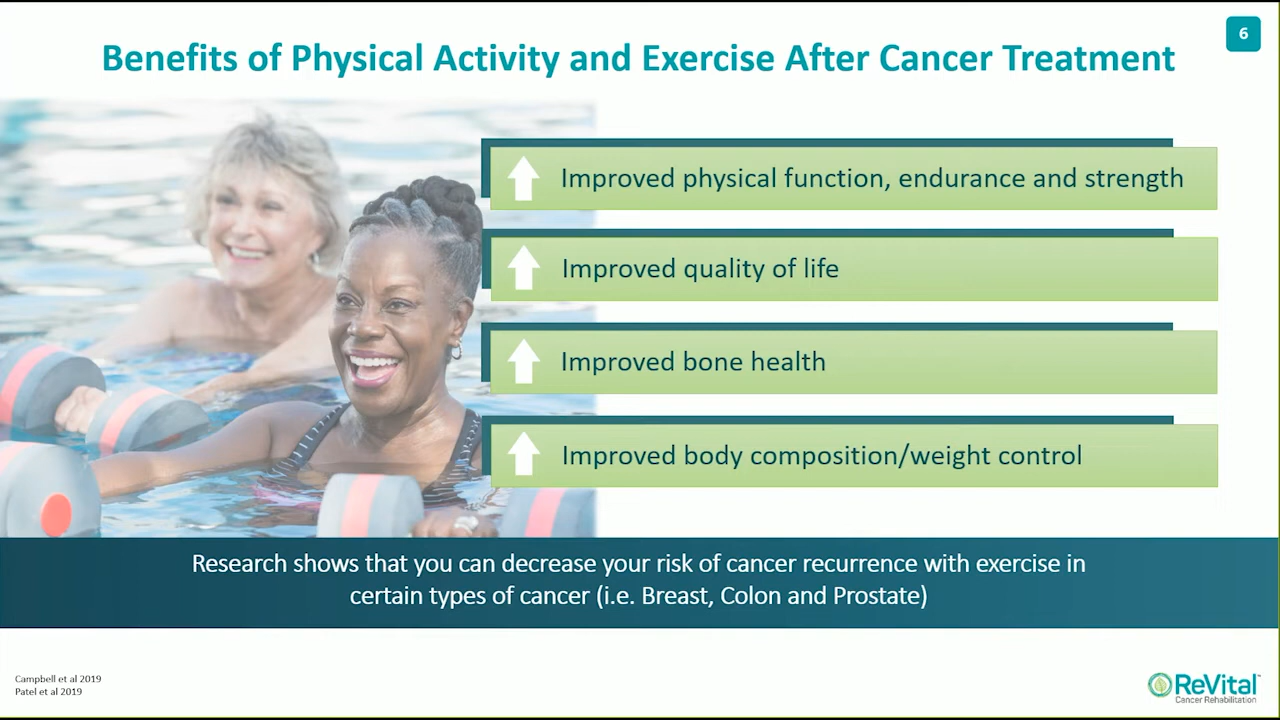 6
Benefits of Physical Activity and Exercise After Cancer Treatment
Improved physical function, endurance and strength
Improved quality of life
Improved bone health
Improved body composition/weight control
Research shows that you can decrease your risk of cancer recurrence with exercise in
certain types of cancer (i.e. Breast, Colon and Prostate)
Campbell et al 2019
Patel et al 2019
ReVital™
Cancer Rehabilitation